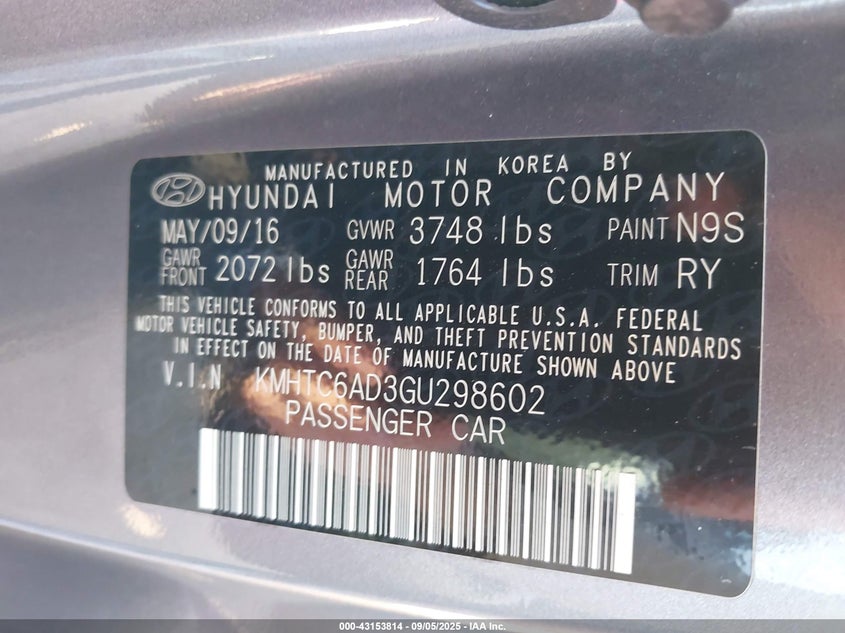 MANUFACTURED IN KOREA BY
HYUNDAI MOTOR COMPANY
MAY/09/16 GVWR 3748 lbs PAINT N9S
GAWR FRONT 2072 lbs GAWR REAR 1764 lbs TRIM RY
THIS VEHICLE CONFORMS TO ALL APPLICABLE U.S.A. FEDERAL
MOTOR VEHICLE SAFETY, BUMPER, AND THEFT PREVENTION STANDARDS
IN EFFECT ON THE DATE OF MANUFACTURE SHOWN ABOVE
V.I.N KMHTC6AD3GU298602
PASSENGER CAR
000-43153814 - 09/05/2025 - IAA Inc.